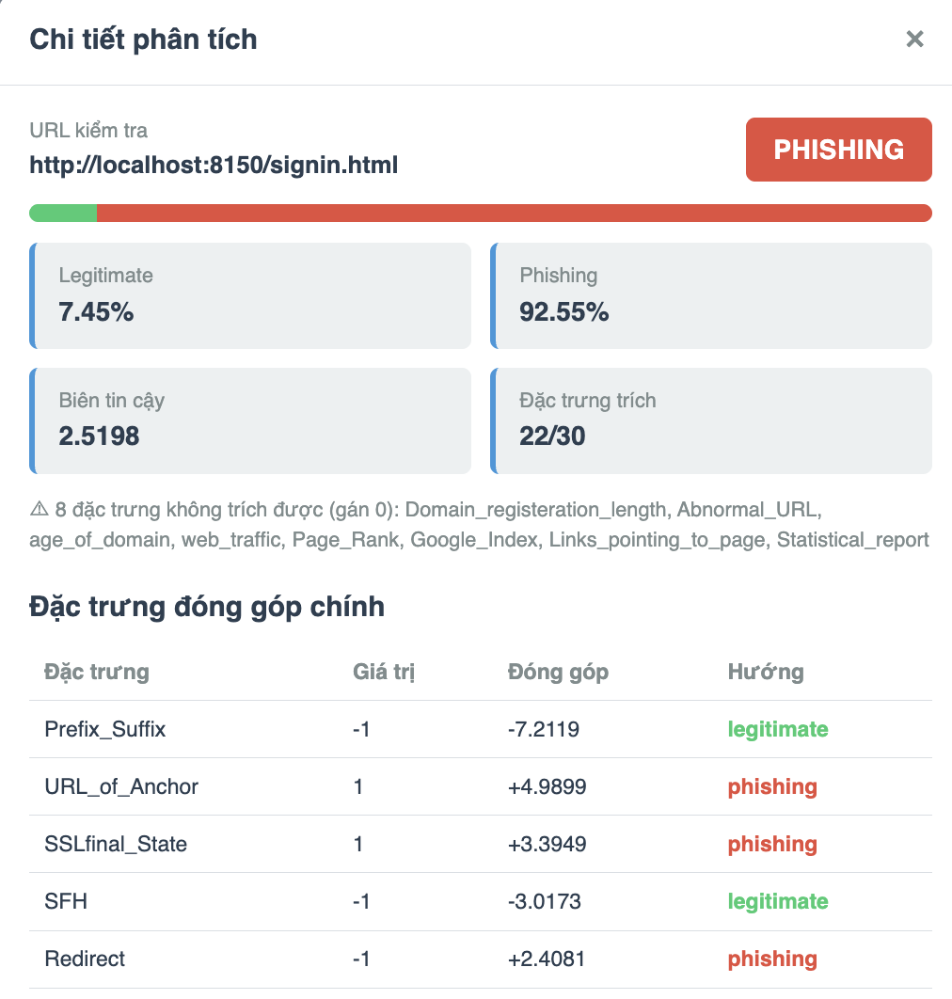 Chi tiết phân tích
×
URL kiểm tra
http://localhost:8150/signin.html
PHISHING
Legitimate
7.45%
Phishing
92.55%
Biên tin cậy
2.5198
Đặc trưng trích
22/30
⚠ 8 đặc trưng không trích được (gán 0): Domain_registeration_length, Abnormal_URL,
age_of_domain, web_traffic, Page_Rank, Google_Index, Links_pointing_to_page, Statistical_report
Đặc trưng đóng góp chính
Đặc trưng Giá trị Đóng góp Hướng
Prefix_Suffix -1 -7.2119 legitimate
URL_of_Anchor 1 +4.9899 phishing
SSLfinal_State 1 +3.3949 phishing
SFH -1 -3.0173 legitimate
Redirect -1 +2.4081 phishing